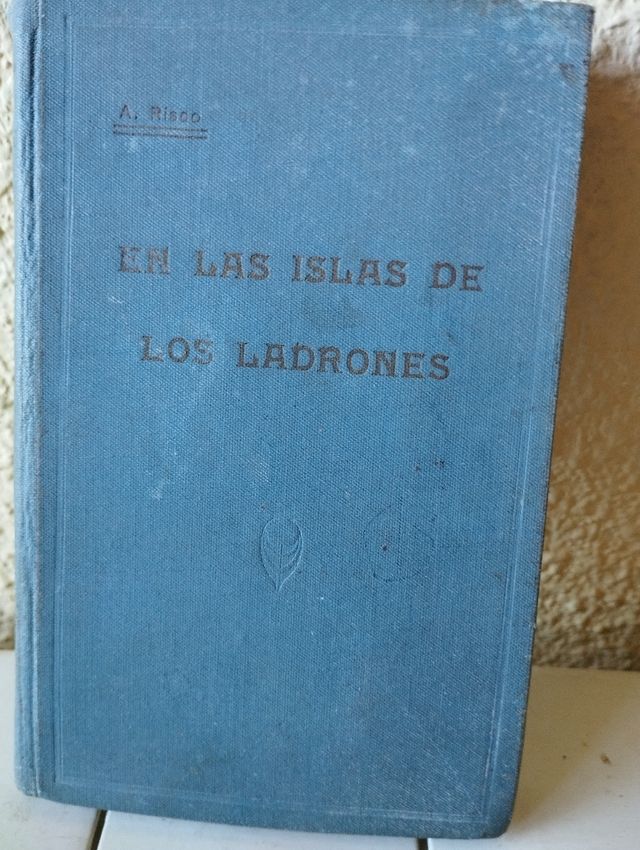 A. Risco
EN LAS ISLAS DE
LOS LADRONES